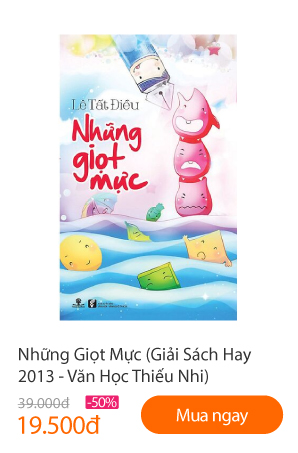 Lê Tất Điều
Những
giọt
mực
Những Giọt Mực (Giải Sách Hay
2013 - Văn Học Thiếu Nhi)
39.000đ -50%
19.500đ Mua ngay